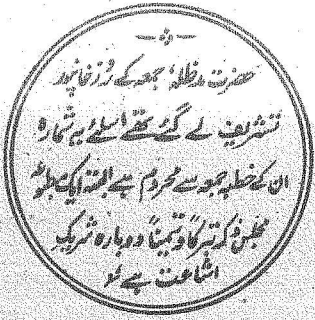 حضرت مدظلہٗ جمعہ کے روز خانپور
تشریف لے گئے تھے اسلئے یہ شمارہ
ان کے خطبہ جمعہ سے محروم ہے البتہ ایک
مجلس ذکر تبرکاً و تیمناً دوبارہ شریک
اشاعت ہے